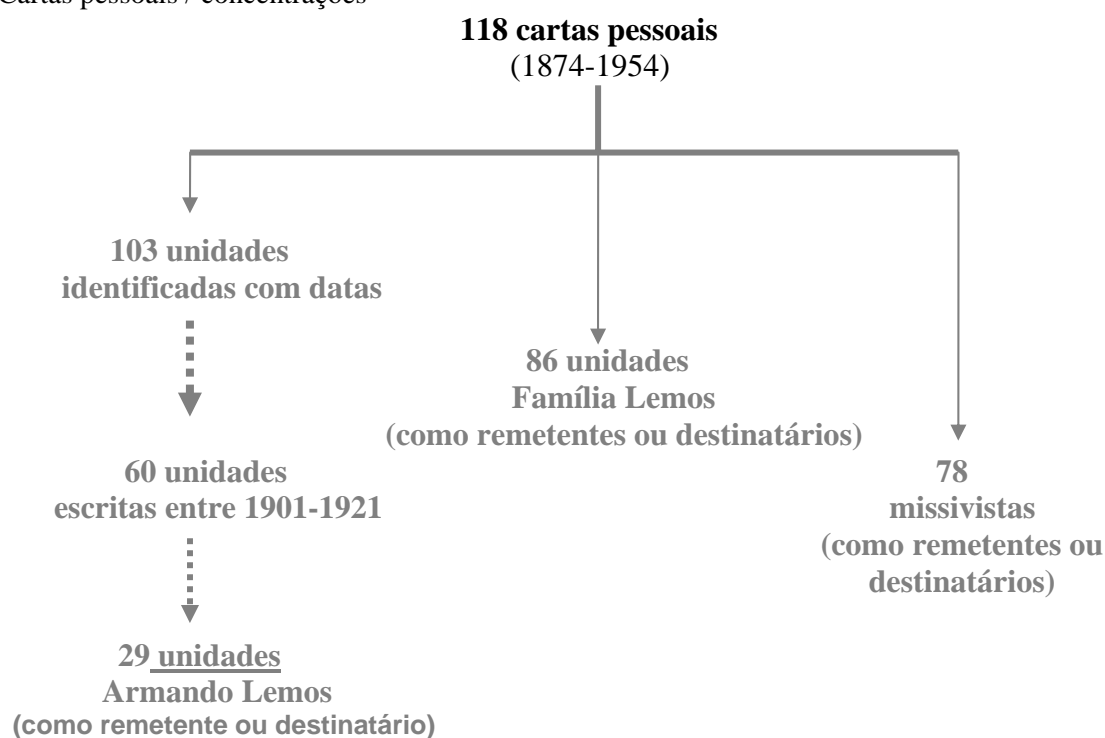 Cartas pessoais / concentrações
118 cartas pessoais
(1874-1954)
103 unidades
identificadas com datas
86 unidades
Família Lemos
(como remetentes ou destinatários)
60 unidades
escritas entre 1901-1921
78
missivistas
(como remetentes ou
destinatários)
29 unidades
Armando Lemos
(como remetente ou destinatário)